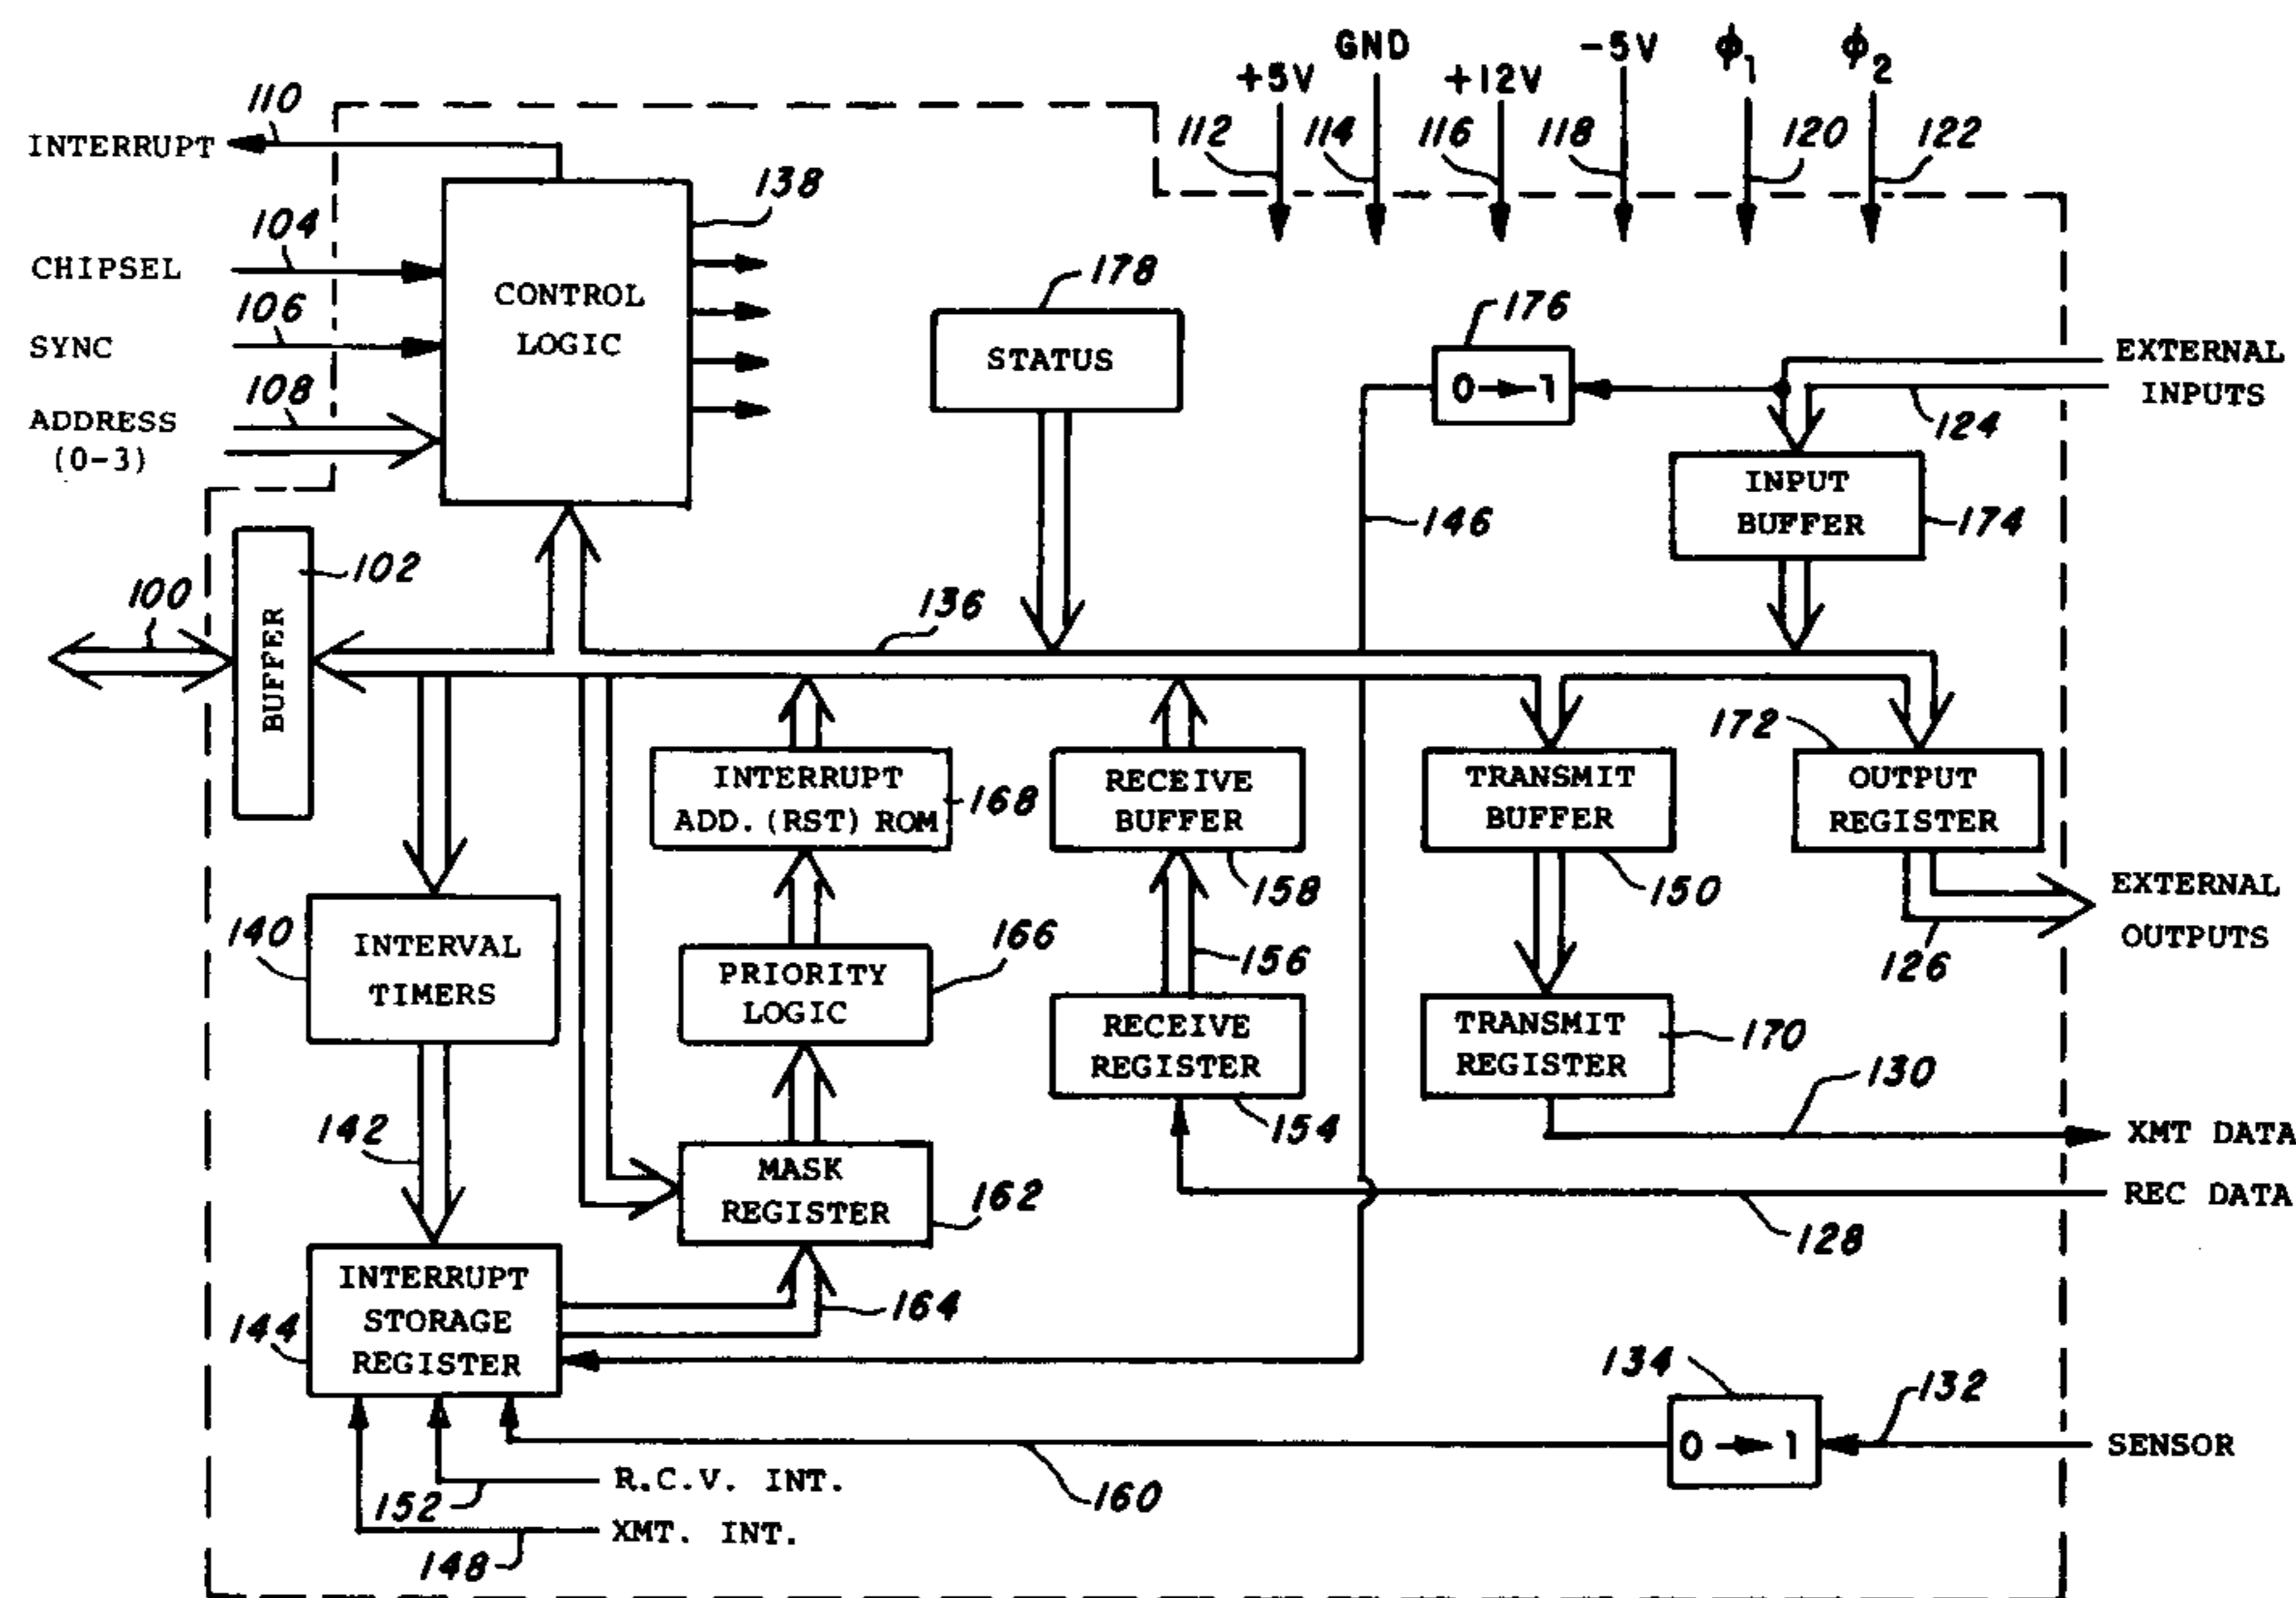 GND
-5V
ϕ1
ϕ2
+5V
+12V
110
INTERRUPT
112
114
116
118
120
122
138
104
CHIPSEL
CONTROL
LOGIC
106
SYNC
108
ADDRESS
(0-3)
178
STATUS
176
0→1
EXTERNAL
INPUTS
124
INPUT
BUFFER
174
146
100
102
BUFFER
136
172
INTERRUPT
ADD. (RST) ROM
168
RECEIVE
BUFFER
158
TRANSMIT
BUFFER
150
OUTPUT
REGISTER
EXTERNAL
OUTPUTS
126
140
INTERVAL
TIMERS
PRIORITY
LOGIC
166
156
RECEIVE
REGISTER
154
TRANSMIT
REGISTER
170
130
XMT DATA
REC DATA
128
142
MASK
REGISTER
162
144
INTERRUPT
STORAGE
REGISTER
164
134
0→1
132
SENSOR
160
152
R.C.V. INT.
148
XMT. INT.